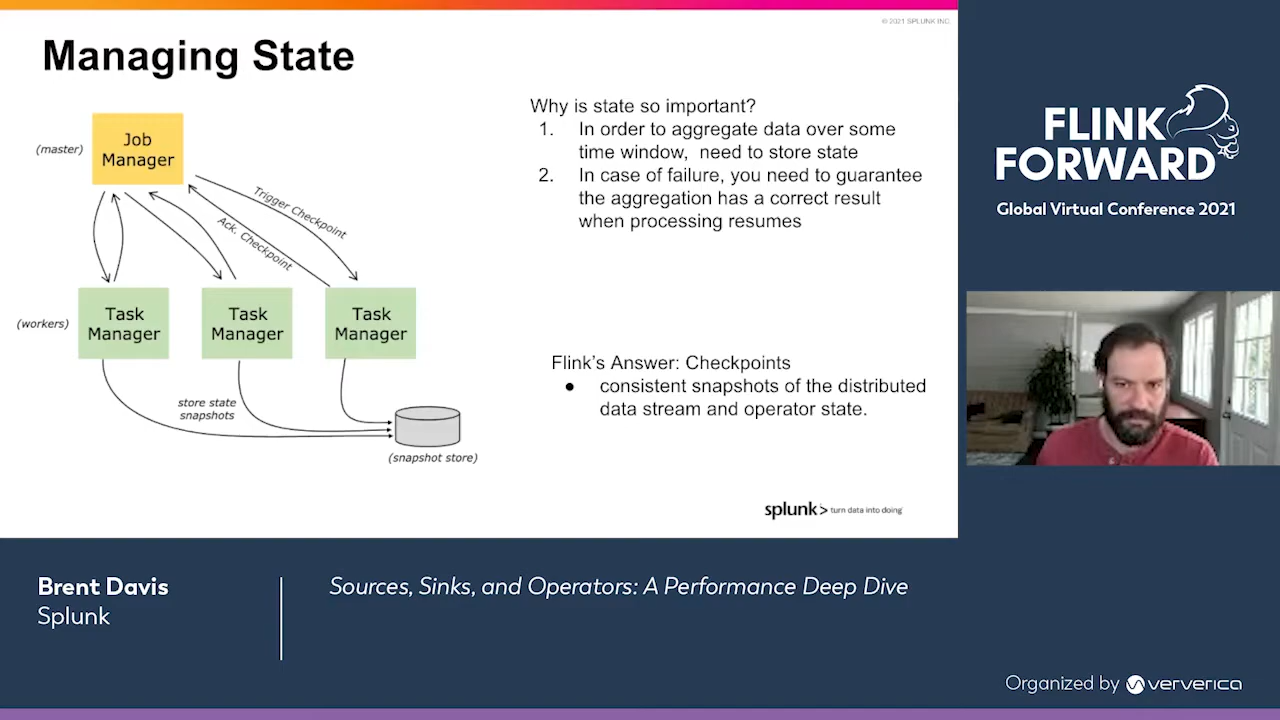 © 2021 SPLUNK INC.
Managing State
(master)
Job
Manager
Trigger Checkpoint
Ack. Checkpoint
(workers)
Task
Manager
Task
Manager
Task
Manager
store state
snapshots
(snapshot store)
Why is state so important?
1. In order to aggregate data over some
time window, need to store state
2. In case of failure, you need to guarantee
the aggregation has a correct result
when processing resumes
Flink's Answer: Checkpoints
● consistent snapshots of the distributed
data stream and operator state.
splunk> turn data into doing
FLINK
FORWARD
Global Virtual Conference 2021
Brent Davis
Splunk
Sources, Sinks, and Operators: A Performance Deep Dive
Organized by ververica